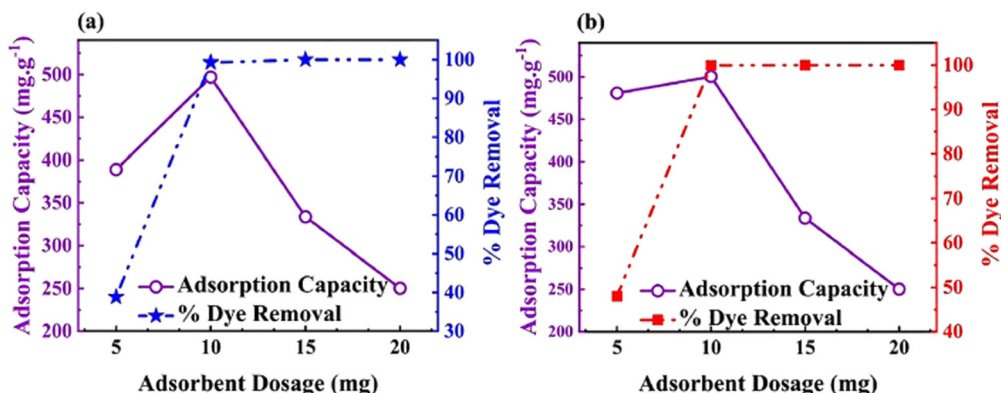 (a)
Adsorption Capacity (mg.g-1)
500
450
400
350
300
250
200
Adsorption Capacity
% Dye Removal
100
90
80
70
60
50
40
30
% Dye Removal
5 10 15 20
Adsorbent Dosage (mg)
(b)
Adsorption Capacity (mg.g-1)
500
450
400
350
300
250
200
Adsorption Capacity
% Dye Removal
100
90
80
70
60
50
40
% Dye Removal
5 10 15 20
Adsorbent Dosage (mg)